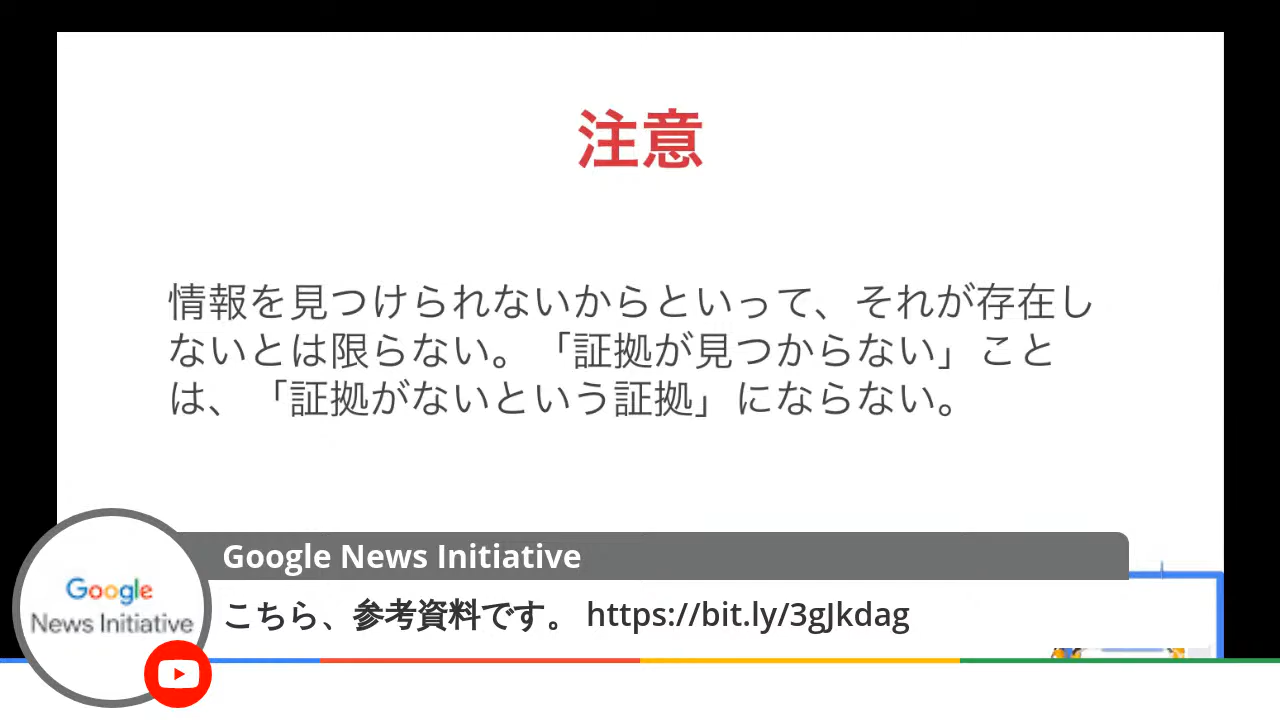 注意
情報を見つけられないからといって、それが存在し
ないとは限らない。「証拠が見つからない」こと
は、「証拠がないという証拠」にならない。
Google News Initiative
こちら、参考資料です。 https://bit.ly/3gJkdag
Google
News Initiative